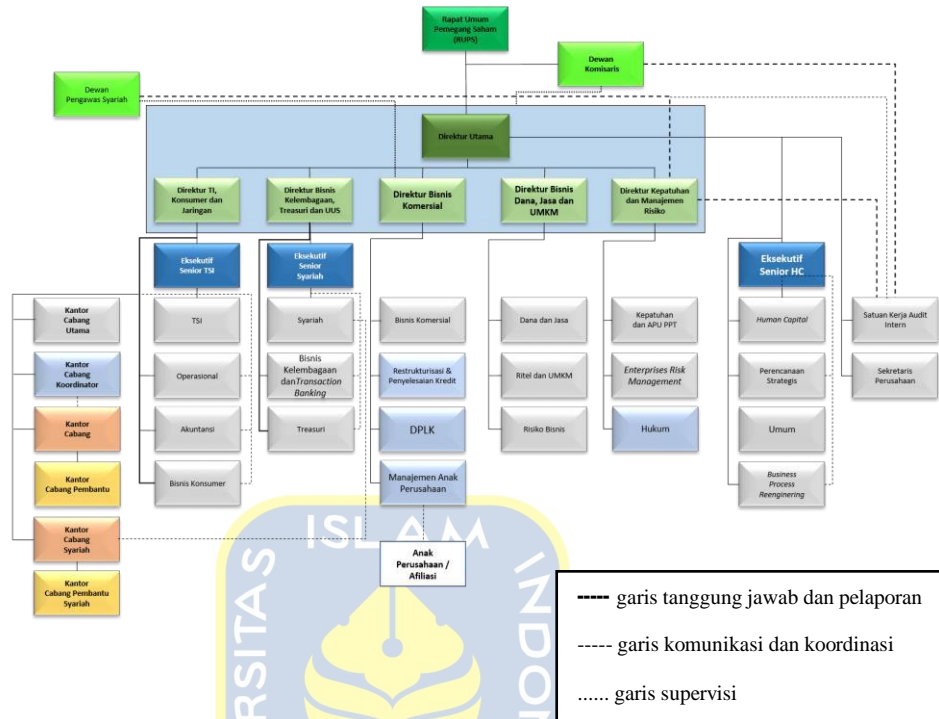 Rapat Umum
Pemegang Saham
(RUPS)
Dewan
Komisaris
Dewan
Pengawas Syariah
Direktur Utama
Direktur TI,
Konsumer dan
Jaringan
Direktur Bisnis
Kelembagaan,
Treasuri dan UUS
Direktur Bisnis
Komersial
Direktur Bisnis
Dana, Jasa dan
UMKM
Direktur Kepatuhan
dan Manajemen
Risiko
Eksekutif
Senior TSI
Eksekutif
Senior
Syariah
Eksekutif
Senior HC
Kantor
Cabang
Utama
TSI
Syariah
Bisnis Komersial
Dana dan Jasa
Kepatuhan
dan APU PPT
Human Capital
Satuan Kerja Audit
Intern
Kantor
Cabang
Koordinator
Operasional
Bisnis
Kelembagaan
danTransaction
Banking
Restrukturisasi &
Penyelesaian Kredit
Ritel dan UMKM
Enterprises Risk
Management
Perencanaan
Strategis
Sekretaris
Perusahaan
Kantor
Cabang
Akuntansi
Treasuri
DPLK
Risiko Bisnis
Hukum
Umum
Kantor
Cabang Pembantu
Bisnis Konsumer
Manajemen Anak
Perusahaan
Business
Process
Reenginering
Kantor
Cabang
Syariah
Anak
Perusahaan /
Afiliasi
Kantor
Cabang Pembantu
Syariah
----- garis tanggung jawab dan pelaporan
----- garis komunikasi dan koordinasi
...... garis supervisi
RSITAS ISLAM INDO